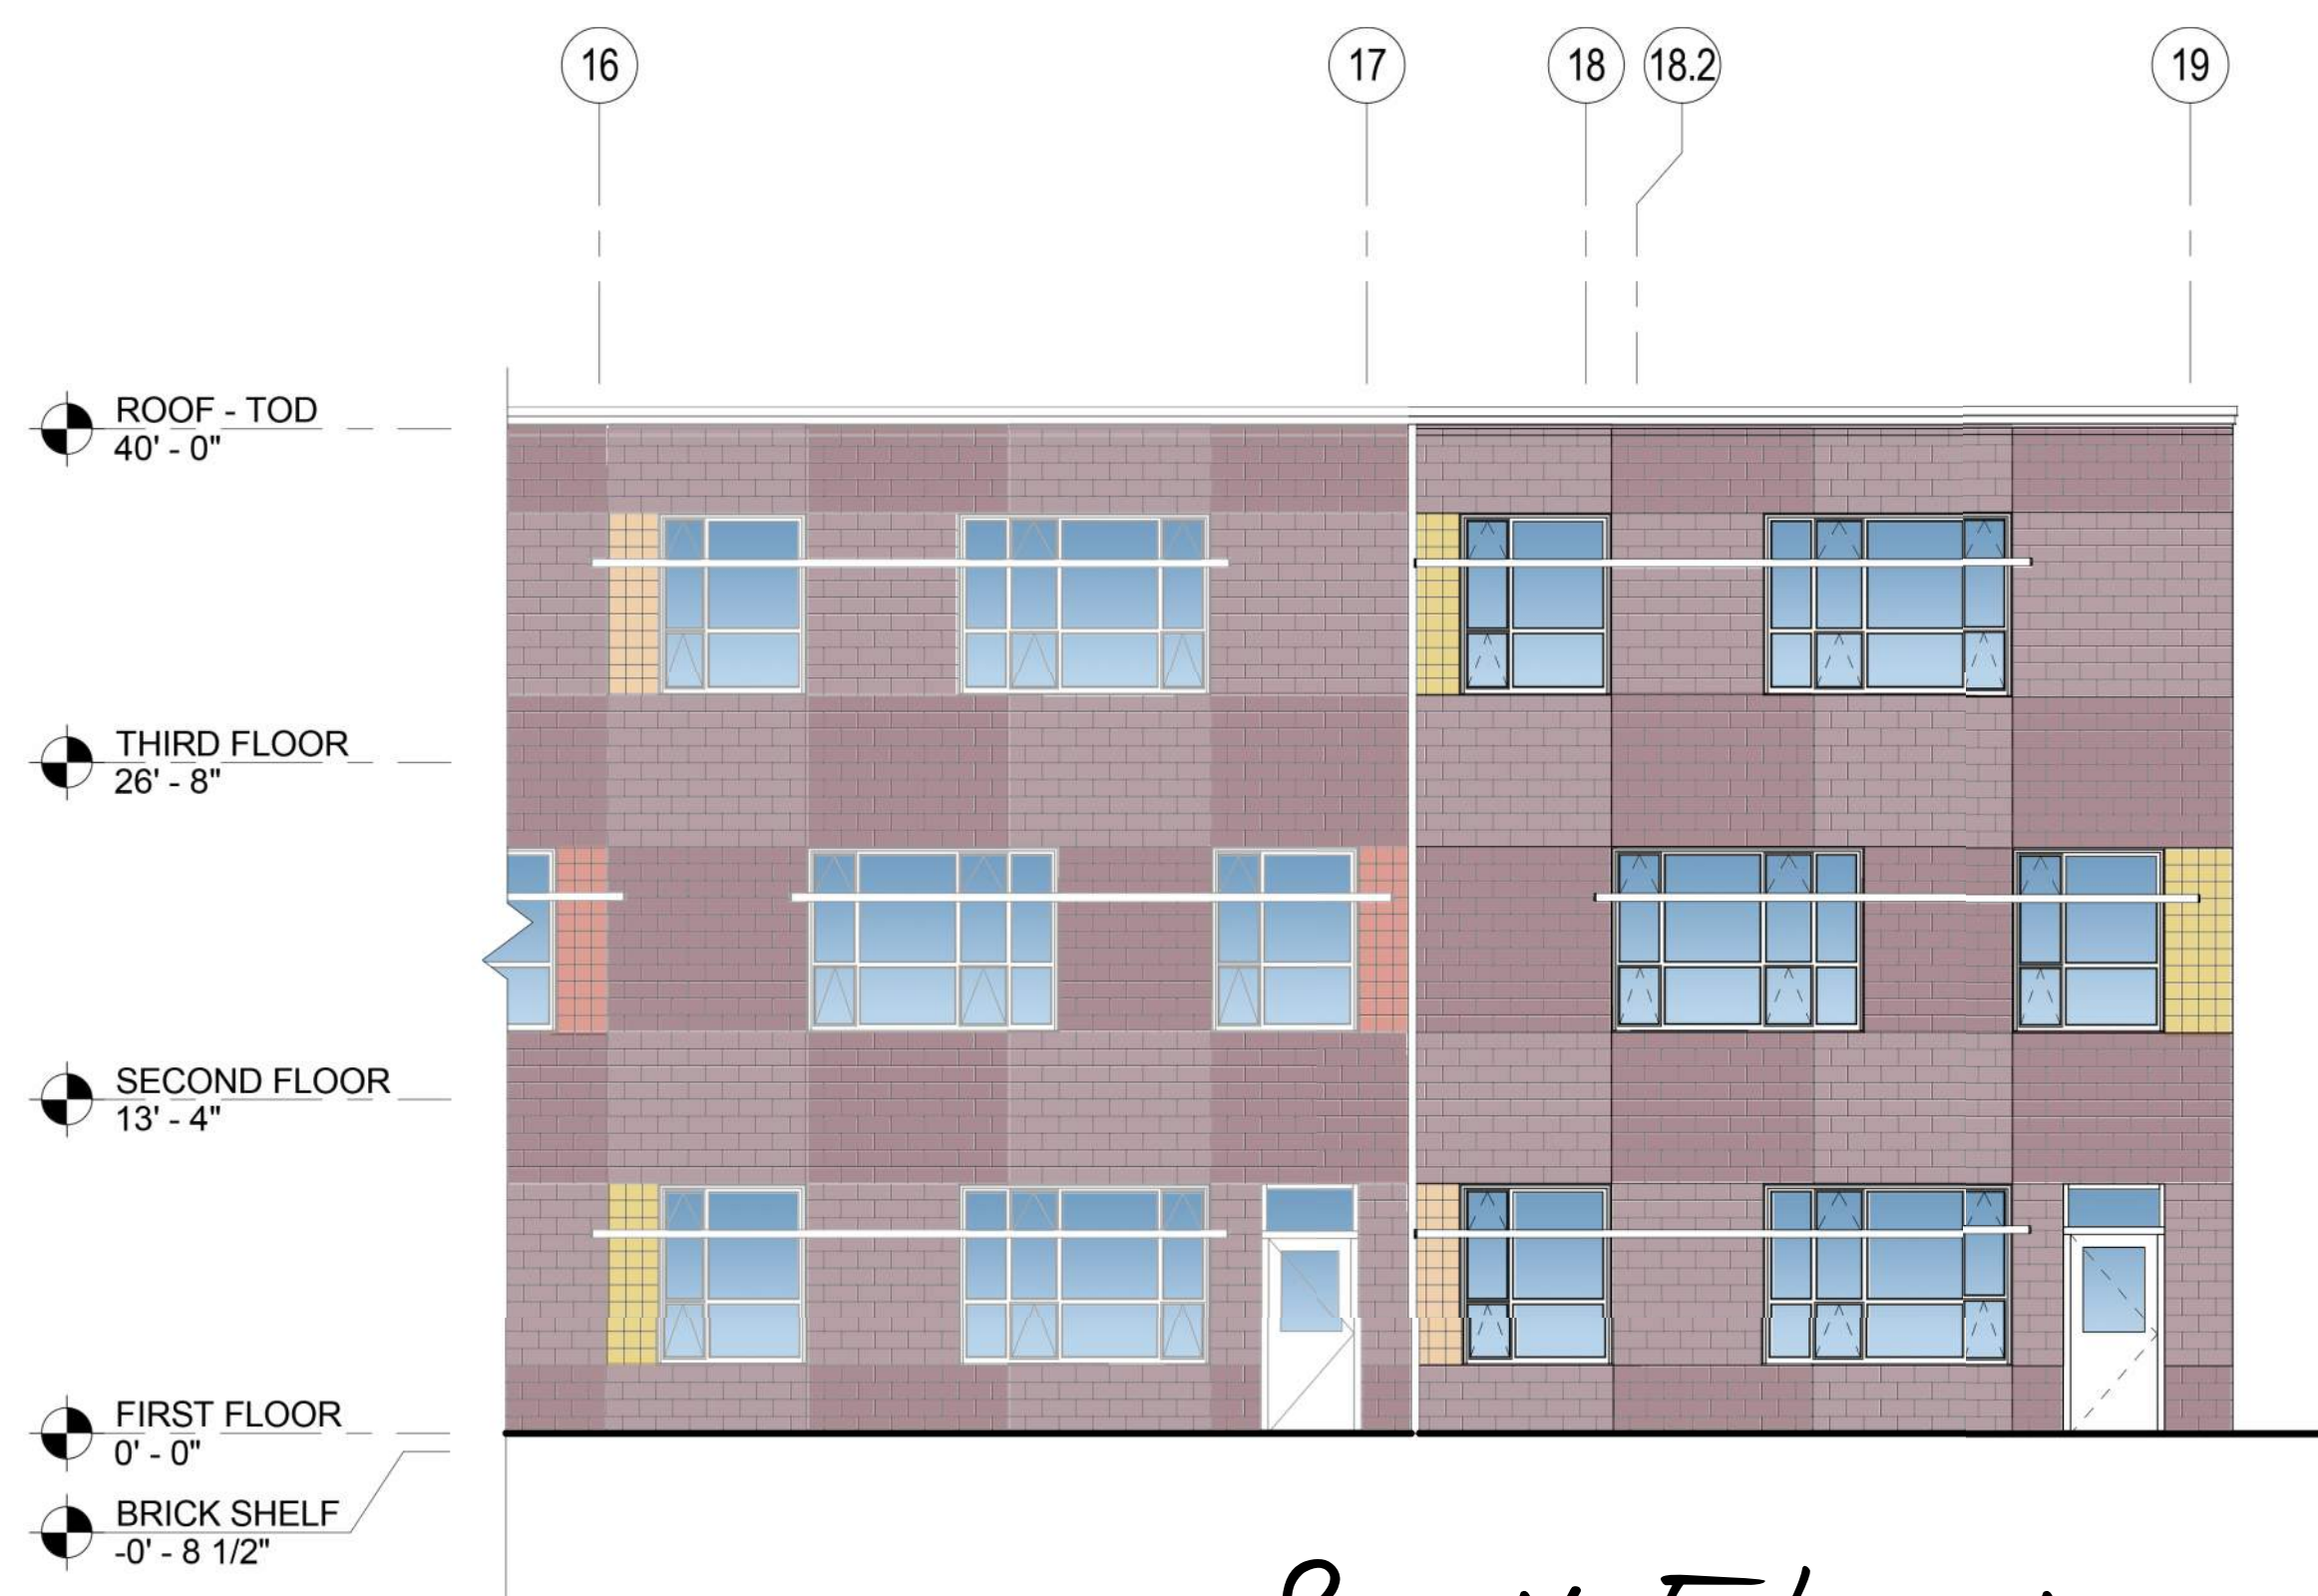 16 17 18 18.2 19
ROOF - TOD
40' - 0"
THIRD FLOOR
26' - 8"
SECOND FLOOR
13' - 4"
FIRST FLOOR
0' - 0"
BRICK SHELF
-0' - 8 1/2"